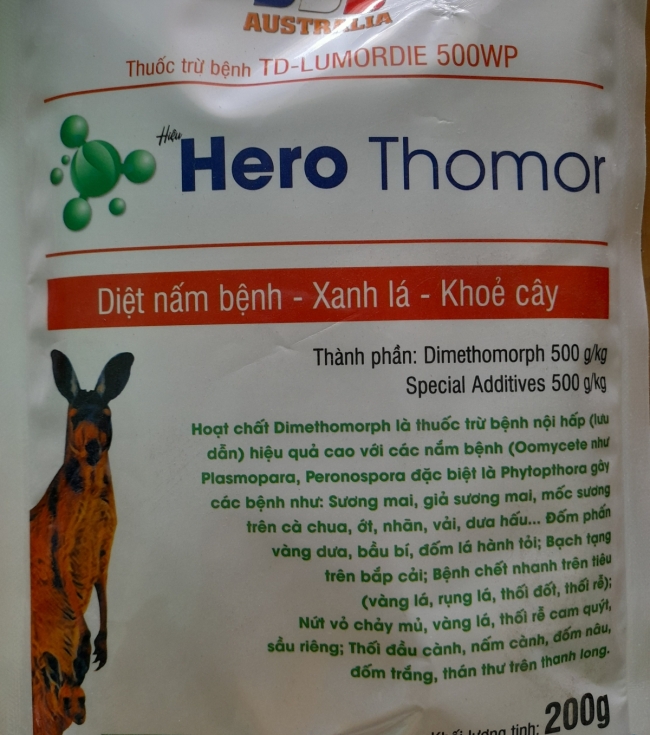 AUSTRALIA
Thuốc trừ bệnh TD-LUMORDIE 500WP
Hiệu
Hero Thomor
Diệt nấm bệnh - Xanh lá - Khoẻ cây
Thành phần: Dimethomorph 500 g/kg
Special Additives 500 g/kg
Hoạt chất Dimethomorph là thuốc trừ bệnh nội hấp (lưu
dẫn) hiệu quả cao với các nấm bệnh (Oomycete như
Plasmopara, Peronospora đặc biệt là Phytopthora gây
các bệnh như: Sương mai, giả sương mai, mốc sương
trên cà chua, ớt, nhãn, vải, dưa hấu... Đốm phấn
vàng dưa, bầu bí, đốm lá hành tỏi; Bạch tạng
trên bắp cải; Bệnh chết nhanh trên tiêu
(vàng lá, rụng lá, thối đốt, thối rễ);
Nứt vỏ chảy mủ, vàng lá, thối rễ cam quýt,
sầu riêng; Thối đầu cành, nấm cành, đốm nâu,
đốm trắng, thán thư trên thanh long.
Khối lượng tịnh: 200g